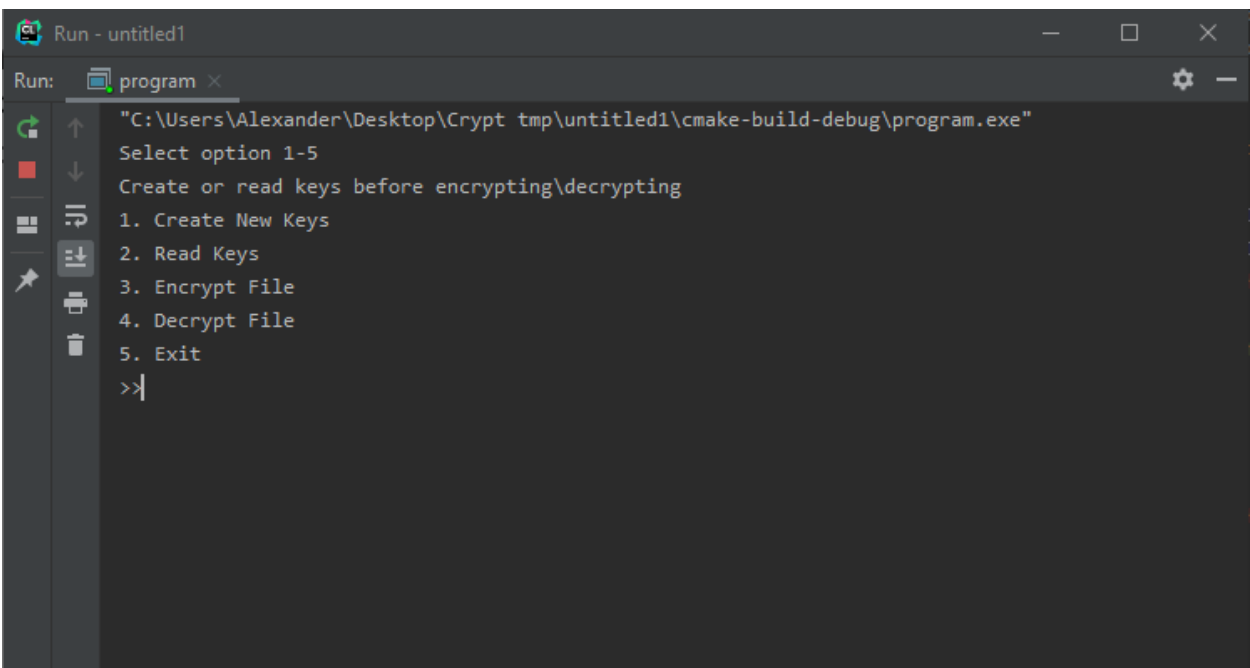 Run - untitled1
Run: program
"C:\Users\Alexander\Desktop\Crypt tmp\untitled1\cmake-build-debug\program.exe"
Select option 1-5
Create or read keys before encrypting\decrypting
1. Create New Keys
2. Read Keys
3. Encrypt File
4. Decrypt File
5. Exit
>>